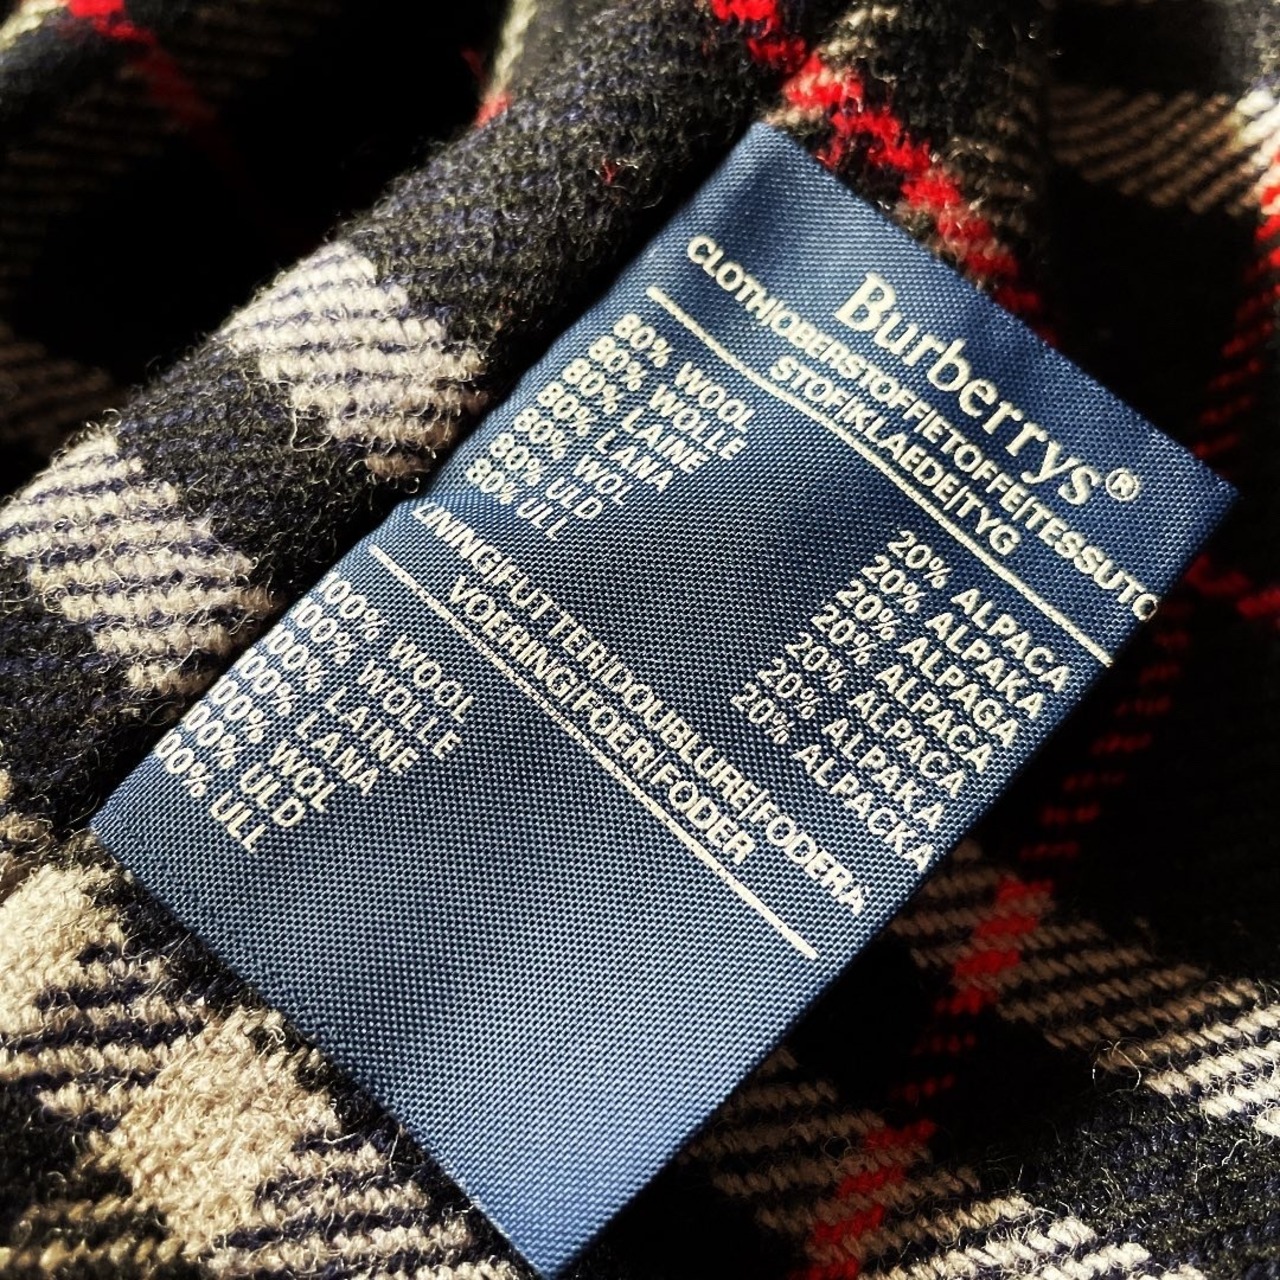 Burberrys®
CLOTH|OBERSTOFF|ETOFFE|TESSUTO
STOF|KLAEDE|TYG
80% WOOL 20% ALPACA
80% WOLLE 20% ALPAKA
80% LAINE 20% ALPAGA
80% LANA 20% ALPACA
80% WOL 20% ALPACA
80% ULD 20% ALPAKA
80% ULL 20% ALPACKA
LINING|FUTTER|DOUBLURE|FODERA
VOERING|FOER|FODER
100% WOOL
100% WOLLE
100% LAINE
100% LANA
100% WOL
100% ULD
100% ULL